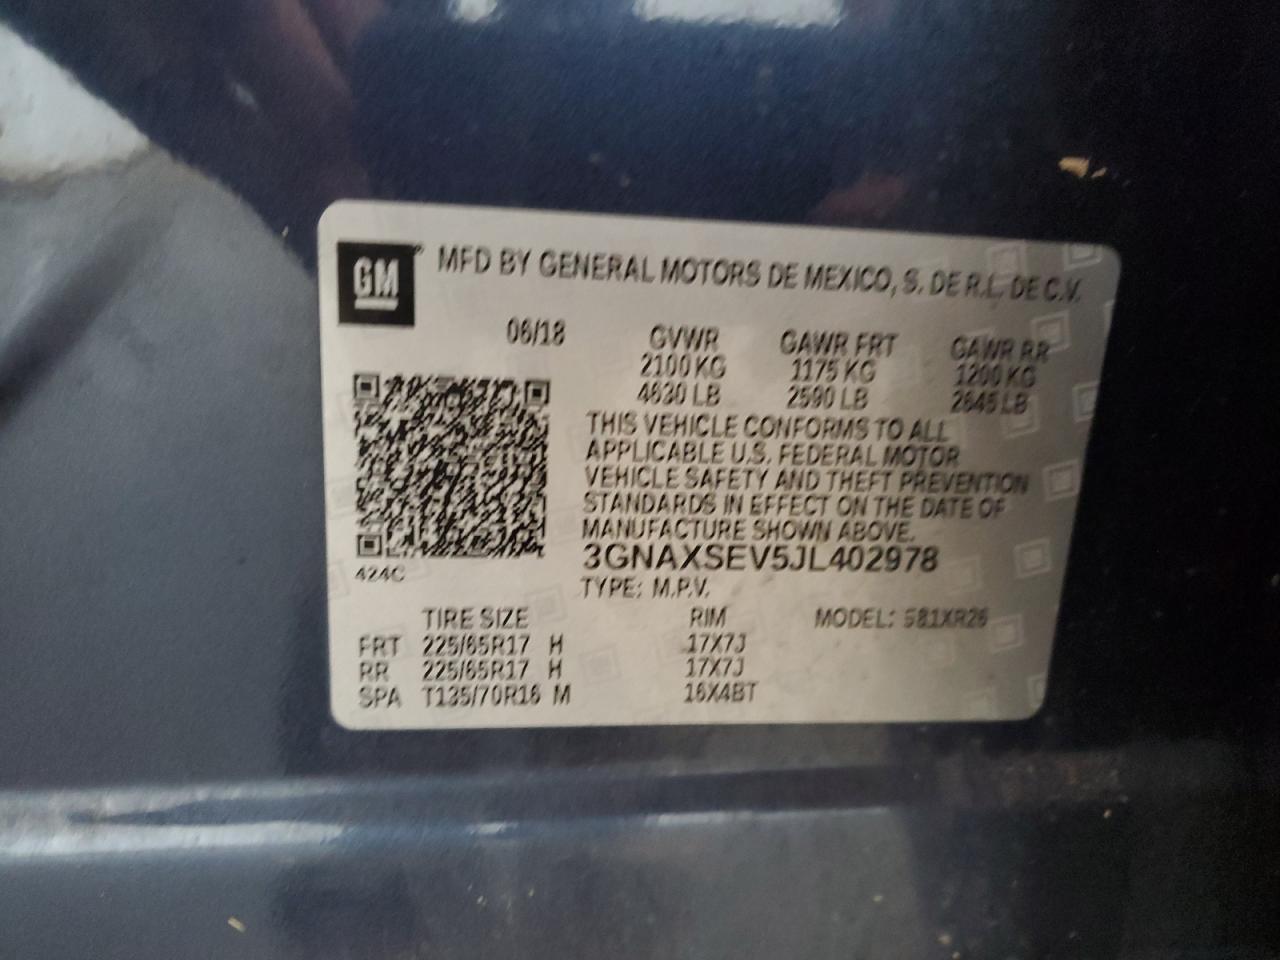 GM
MFD BY GENERAL MOTORS DE MEXICO, S. DE R.L. DE C.V.
06/18 GVWR GAWR FRT GAWR RR
2100 KG 1175 KG 1200 KG
4630 LB 2590 LB 2645 LB
THIS VEHICLE CONFORMS TO ALL
APPLICABLE U.S. FEDERAL MOTOR
VEHICLE SAFETY AND THEFT PREVENTION
STANDARDS IN EFFECT ON THE DATE OF
MANUFACTURE SHOWN ABOVE.
3GNAXSEV5JL402978
424C
TYPE: M.P.V.
TIRE SIZE RIM MODEL:
FRT 225/65R17 H 17X7J
RR 225/65R17 H 17X7J
SPA T135/70R16 M 16X4BT